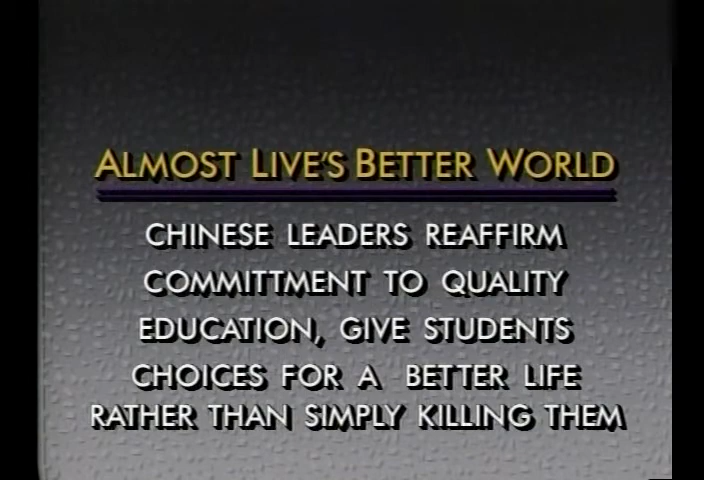 ALMOST LIVE'S BETTER WORLD
CHINESE LEADERS REAFFIRM
COMMITTMENT TO QUALITY
EDUCATION, GIVE STUDENTS
CHOICES FOR A BETTER LIFE
RATHER THAN SIMPLY KILLING THEM